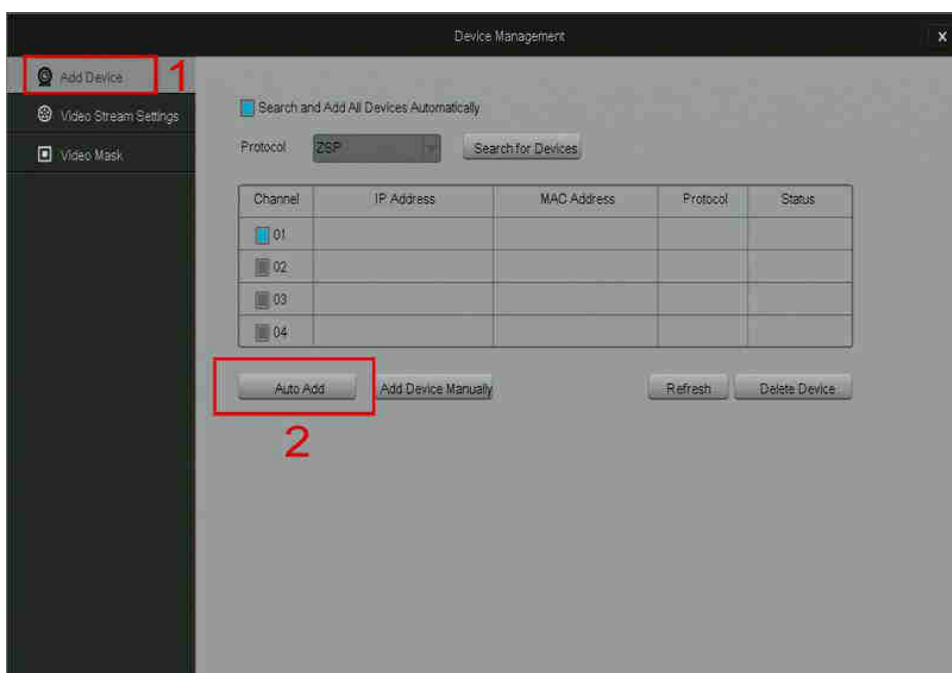 Device Management X
Add Device 1
Video Stream Settings
Video Mask
Search and Add All Devices Automatically
Protocol ZSP Search for Devices
Channel IP Address MAC Address Protocol Status
01
02
03
04
Auto Add Add Device Manually Refresh Delete Device
2